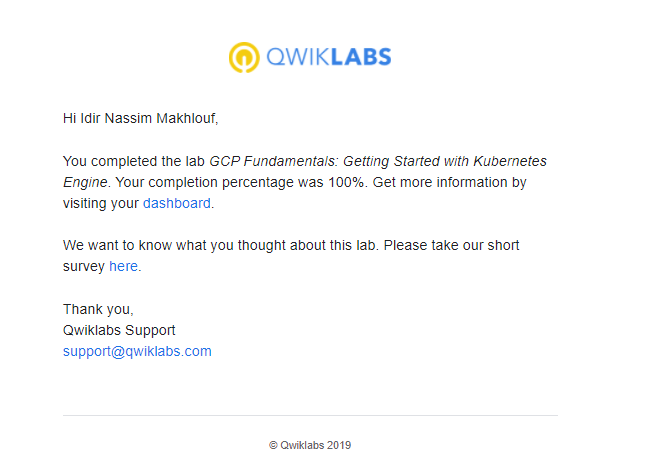 QWIKLABS
Hi Idir Nassim Makhlouf,
You completed the lab GCP Fundamentals: Getting Started with Kubernetes
Engine. Your completion percentage was 100%. Get more information by
visiting your dashboard.
We want to know what you thought about this lab. Please take our short
survey here.
Thank you,
Qwiklabs Support
support@qwiklabs.com
© Qwiklabs 2019